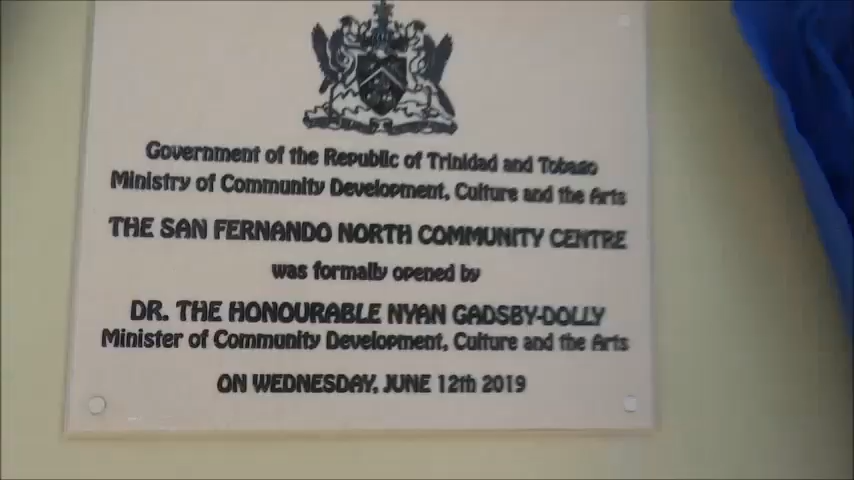 Government of the Republic of Trinidad and Tobago
Ministry of Community Development, Culture and the Arts
THE SAN FERNANDO NORTH COMMUNITY CENTRE
was formally opened by
DR. THE HONOURABLE NYAN GADSBY-DOLLY
Minister of Community Development, Culture and the Arts
ON WEDNESDAY, JUNE 12th 2019